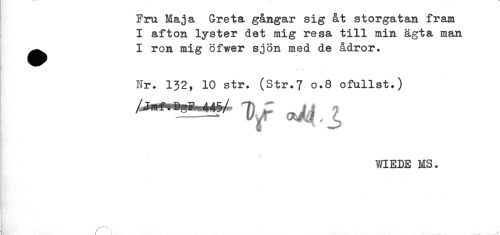 Fru Maja Greta gångar sig åt storgatan fram
I afton lyster det mig resa till min ägta man
I ron mig öfwer sjön med de ådror.
Nr. 132, 10 str. (Str.7 o.8 ofullst.)
/Jmf.DgF 445/ DgF add. 3
WIEDE MS.